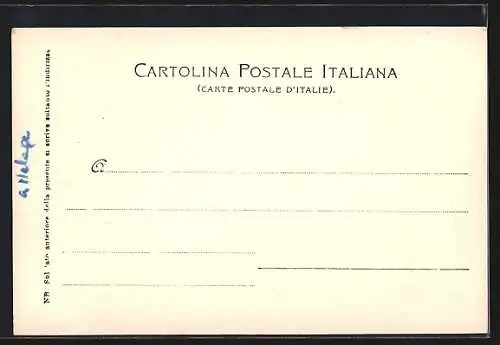 CARTOLINA POSTALE ITALIANA
(CARTE POSTALE D'ITALIE).
A
NB. Sul lato anteriore della presente si scrive soltanto l'indirizzo.